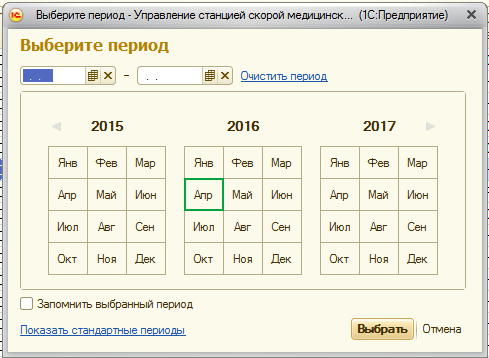 Выберите период - Управление станцией скорой медицинск... (1С:Предприятие)
Выберите период
. . – . . Очистить период
2015 2016 2017
Янв Фев Мар Янв Фев Мар Янв Фев Мар
Апр Май Июн Апр Май Июн Апр Май Июн
Июл Авг Сен Июл Авг Сен Июл Авг Сен
Окт Ноя Дек Окт Ноя Дек Окт Ноя Дек
Запомнить выбранный период
Показать стандартные периоды Выбрать Отмена